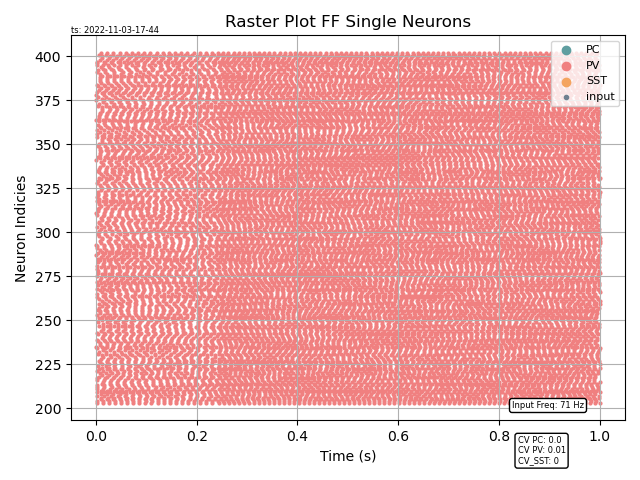 Raster Plot FF Single Neurons
ts: 2022-11-03-17-44
PC
PV
SST
input
400
375
350
325
300
275
250
225
200
Neuron Indicies
Input Freq: 71 Hz
0.0 0.2 0.4 0.6 0.8 1.0
Time (s)
CV PC: 0.0
CV PV: 0.01
CV_SST: 0